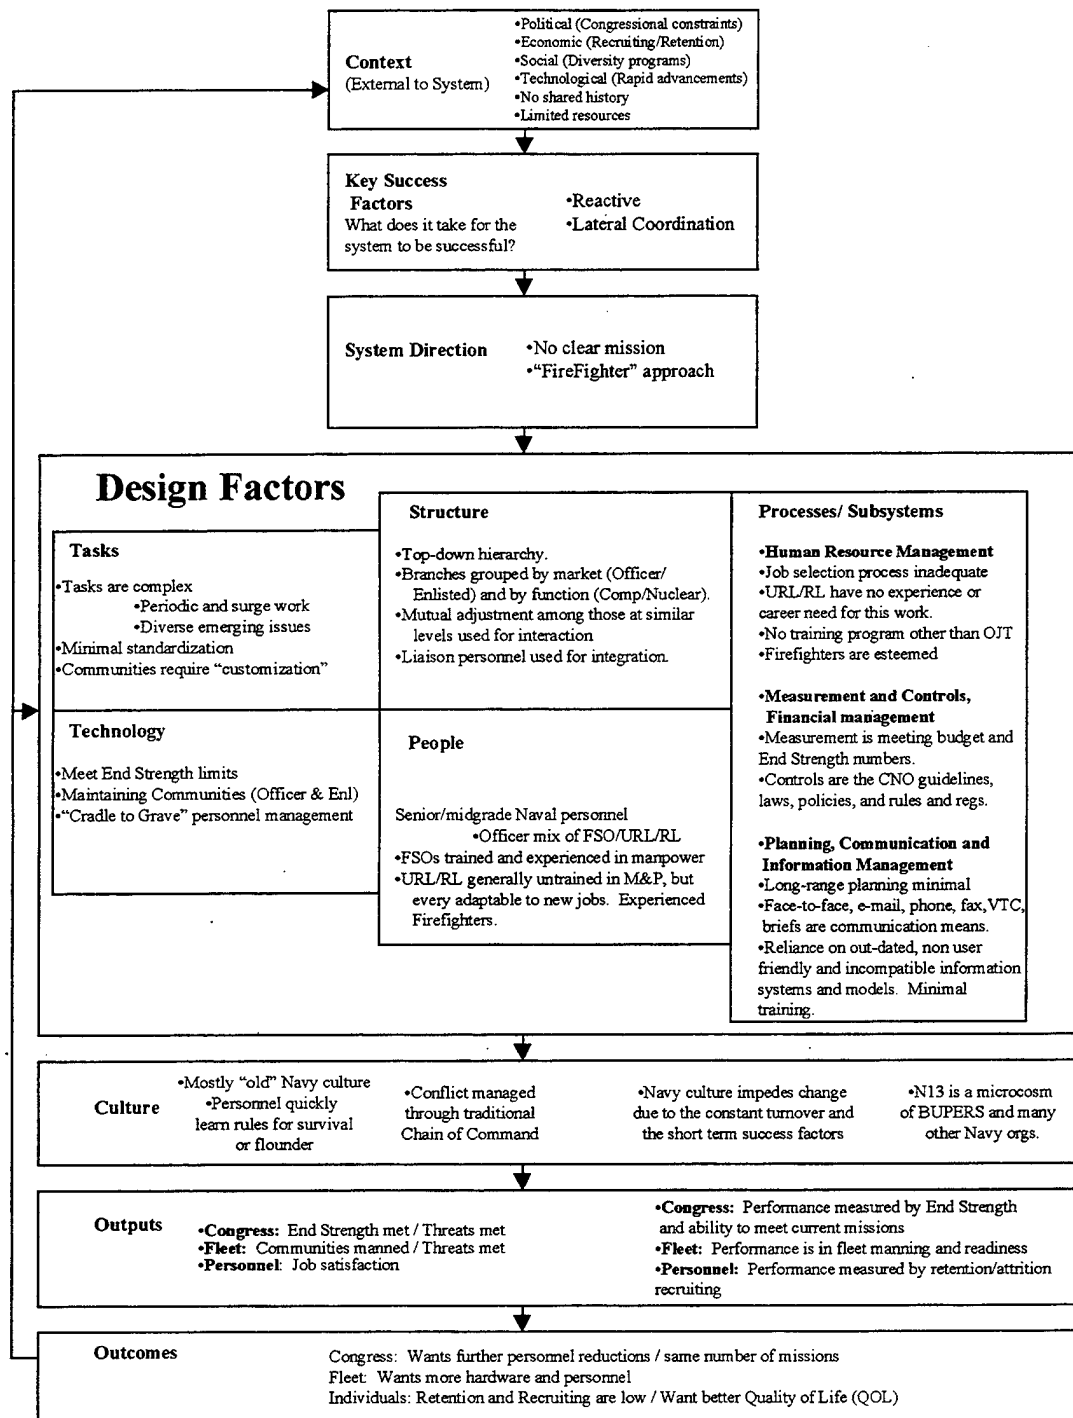 Context
(External to System)
•Political (Congressional constraints)
•Economic (Recruiting/Retention)
•Social (Diversity programs)
•Technological (Rapid advancements)
•No shared history
•Limited resources
Key Success
Factors
What does it take for the
system to be successful?
•Reactive
•Lateral Coordination
System Direction
•No clear mission
•“FireFighter” approach
Design Factors
Tasks
•Tasks are complex
•Periodic and surge work
•Diverse emerging issues
•Minimal standardization
•Communities require “customization”
Technology
•Meet End Strength limits
•Maintaining Communities (Officer & Enl)
•“Cradle to Grave” personnel management
Structure
•Top-down hierarchy.
•Branches grouped by market (Officer/
Enlisted) and by function (Comp/Nuclear).
•Mutual adjustment among those at similar
levels used for interaction
•Liaison personnel used for integration.
People
Senior/midgrade Naval personnel
•Officer mix of FSO/URL/RL
•FSOs trained and experienced in manpower
•URL/RL generally untrained in M&P, but
every adaptable to new jobs. Experienced
Firefighters.
Processes/ Subsystems
•Human Resource Management
•Job selection process inadequate
•URL/RL have no experience or
career need for this work.
•No training program other than OJT
•Firefighters are esteemed
•Measurement and Controls,
Financial management
•Measurement is meeting budget and
End Strength numbers.
•Controls are the CNO guidelines,
laws, policies, and rules and regs.
•Planning, Communication and
Information Management
•Long-range planning minimal
•Face-to-face, e-mail, phone, fax,VTC,
briefs are communication means.
•Reliance on out-dated, non user
friendly and incompatible information
systems and models. Minimal
training.
Culture
•Mostly “old” Navy culture
•Personnel quickly
learn rules for survival
or flounder
•Conflict managed
through traditional
Chain of Command
•Navy culture impedes change
due to the constant turnover and
the short term success factors
•N13 is a microcosm
of BUPERS and many
other Navy orgs.
Outputs
•Congress: End Strength met / Threats met
•Fleet: Communities manned / Threats met
•Personnel: Job satisfaction
•Congress: Performance measured by End Strength
and ability to meet current missions
•Fleet: Performance is in fleet manning and readiness
•Personnel: Performance measured by retention/attrition
recruiting
Outcomes
Congress: Wants further personnel reductions / same number of missions
Fleet: Wants more hardware and personnel
Individuals: Retention and Recruiting are low / Want better Quality of Life (QOL)